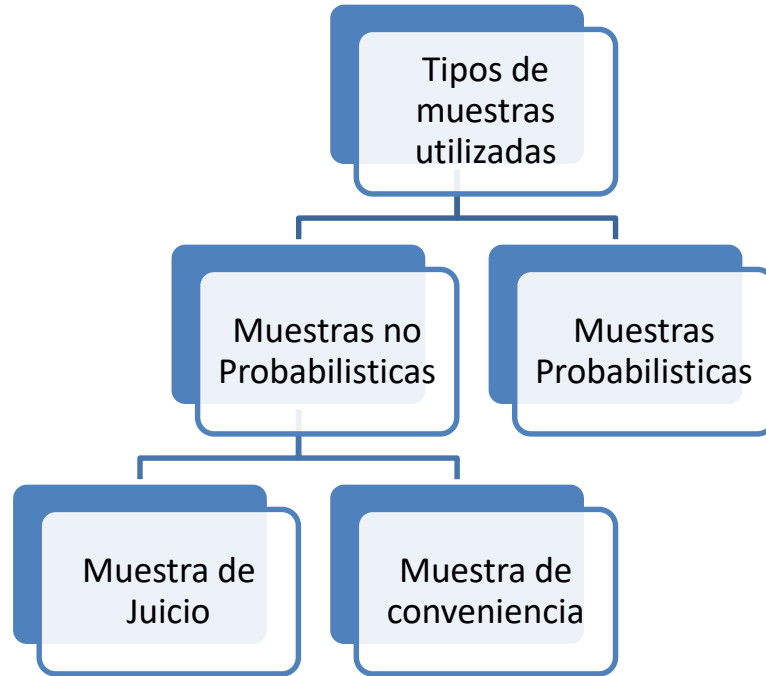 Tipos de
muestras
utilizadas
Muestras no
Probabilisticas
Muestras
Probabilisticas
Muestra de
Juicio
Muestra de
conveniencia